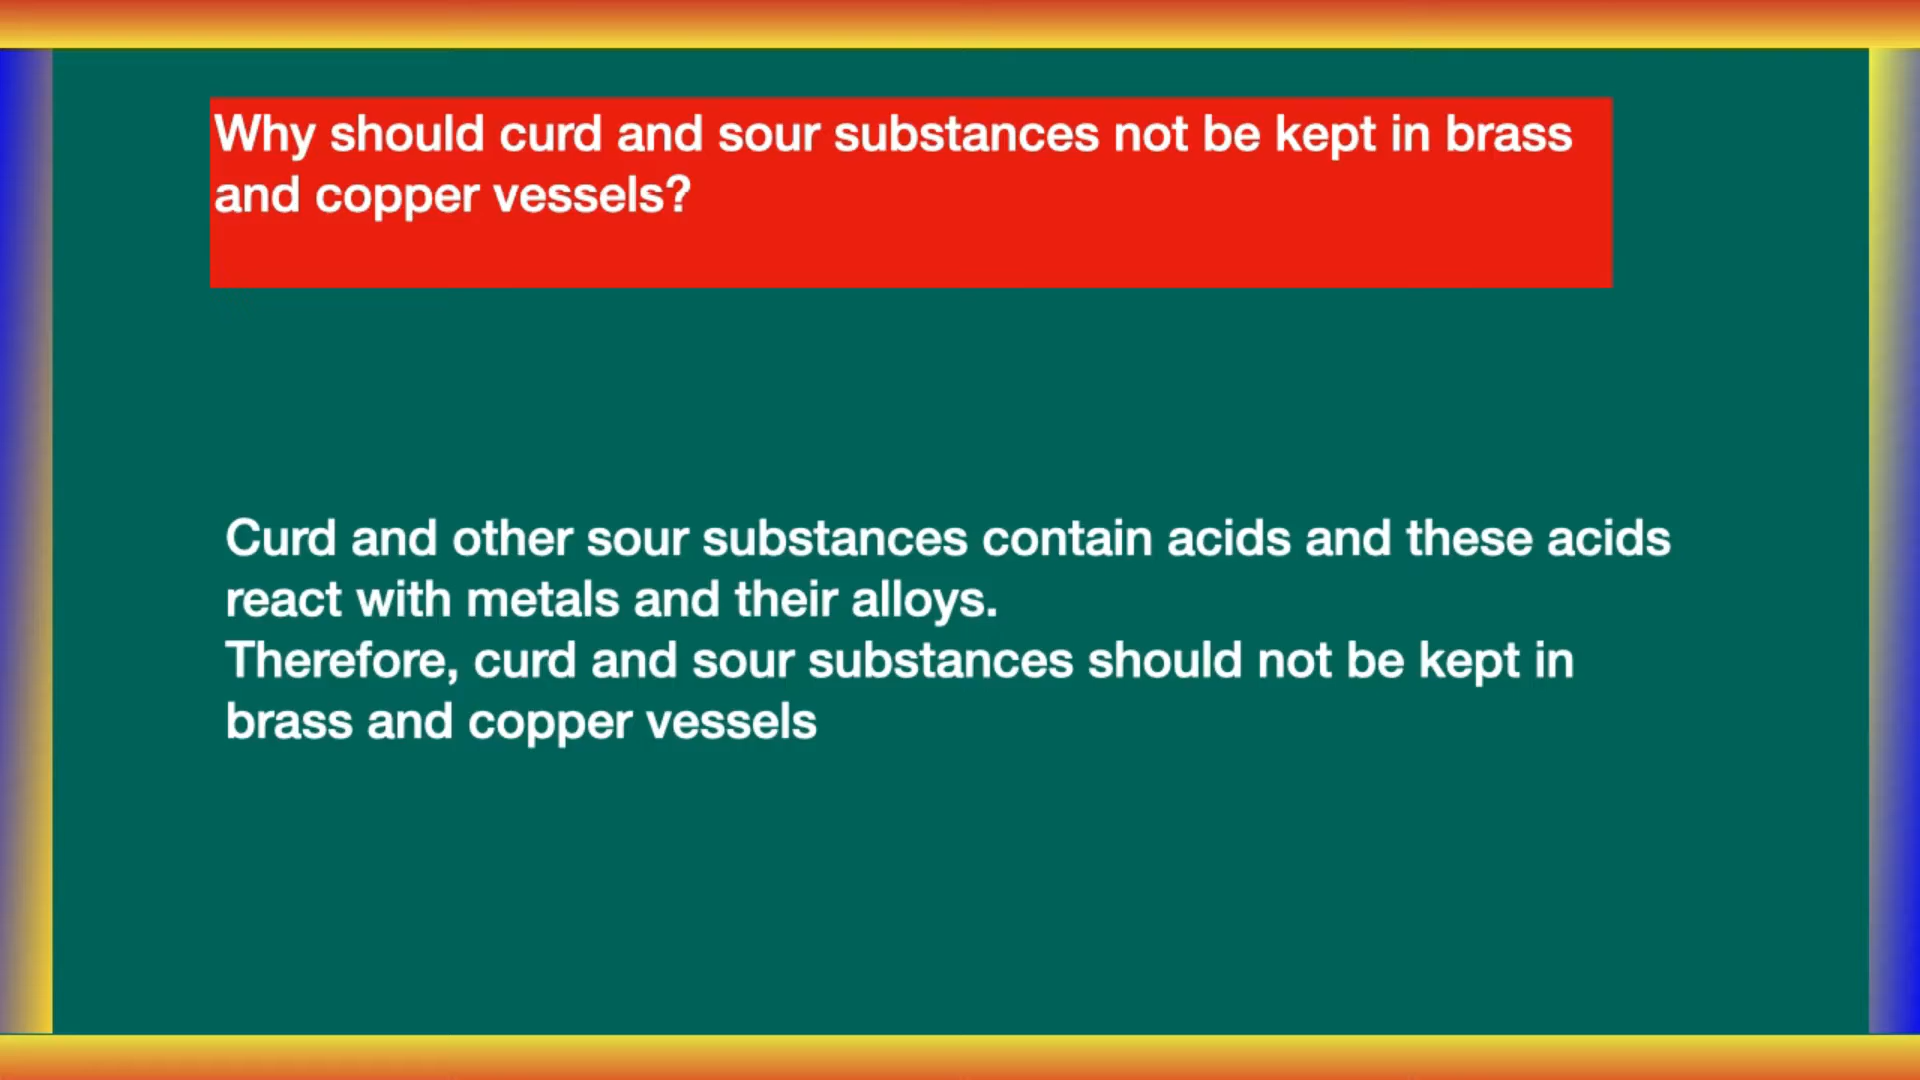 Why should curd and sour substances not be kept in brass
and copper vessels?
Curd and other sour substances contain acids and these acids
react with metals and their alloys.
Therefore, curd and sour substances should not be kept in
brass and copper vessels